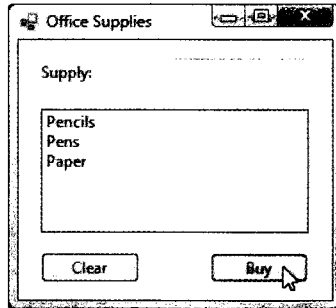 Office Supplies
Supply:
Pencils
Pens
Paper
Clear
Buy